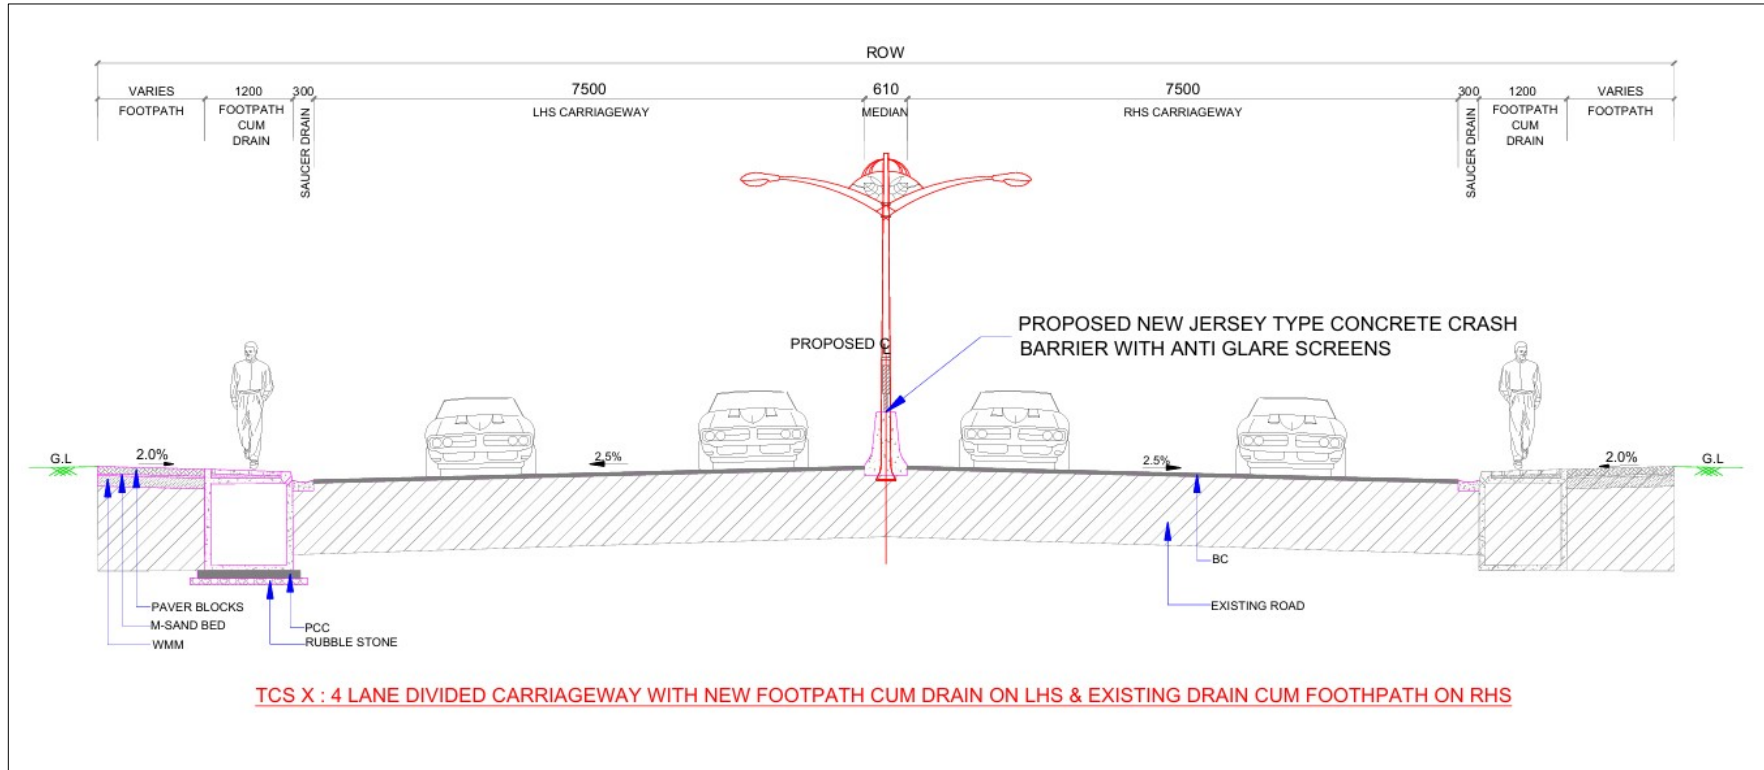 ROW
VARIES
1200
300
7500
610
7500
300
1200
VARIES
FOOTPATH
FOOTPATH
CUM
DRAIN
SAUCER DRAIN
LHS CARRIAGEWAY
MEDIAN
RHS CARRIAGEWAY
SAUCER DRAIN
FOOTPATH
CUM
DRAIN
FOOTPATH
PROPOSED NEW JERSEY TYPE CONCRETE CRASH
BARRIER WITH ANTI GLARE SCREENS
PROPOSED ℄
G.L
2.0%
2.5%
2.5%
2.0%
G.L
BC
PAVER BLOCKS
EXISTING ROAD
M-SAND BED
PCC
WMM
RUBBLE STONE
TCS X : 4 LANE DIVIDED CARRIAGEWAY WITH NEW FOOTPATH CUM DRAIN ON LHS & EXISTING DRAIN CUM FOOTHPATH ON RHS